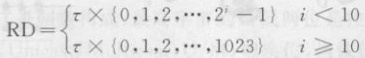 RD = { τ × {0,1,2,⋯,2^i − 1} i < 10
τ × {0,1,2,⋯,1023} i ⩾ 10